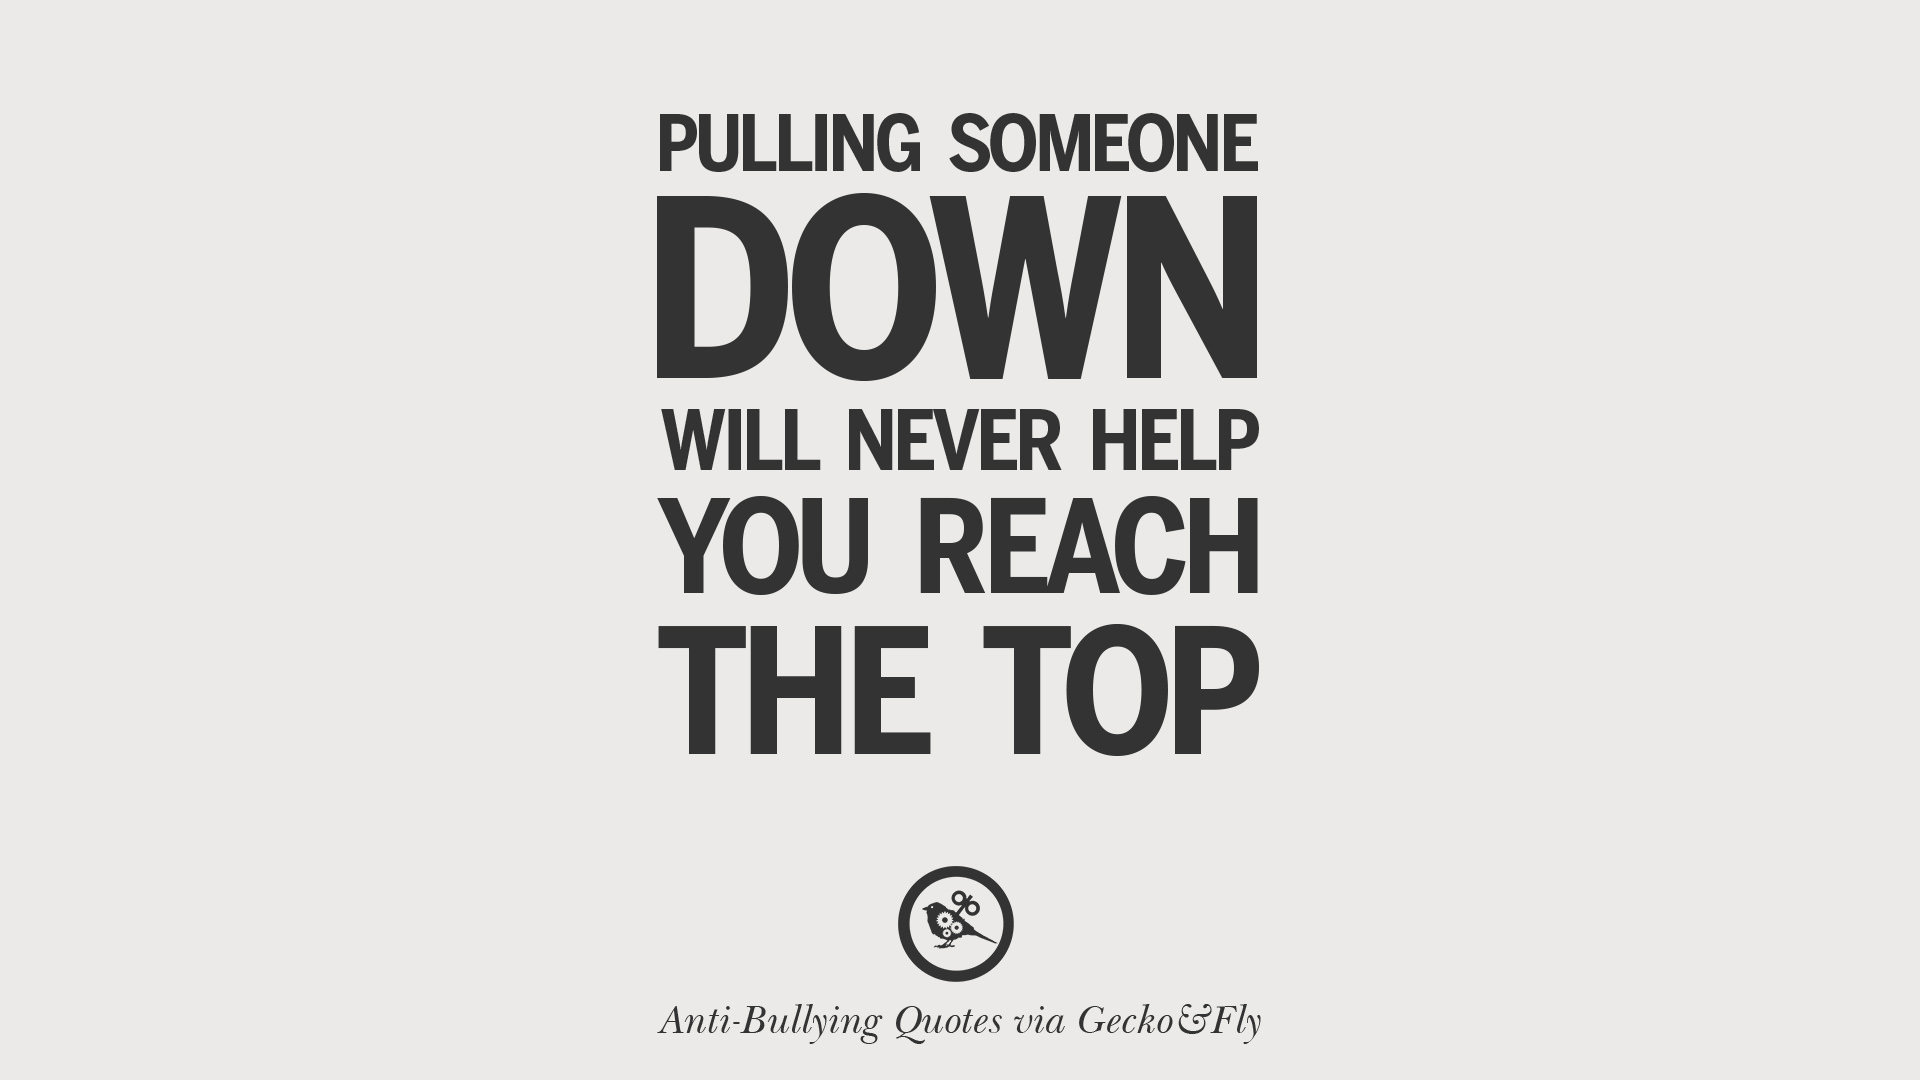 PULLING SOMEONE
DOWN
WILL NEVER HELP
YOU REACH
THE TOP
Anti-Bullying Quotes via Gecko&Fly